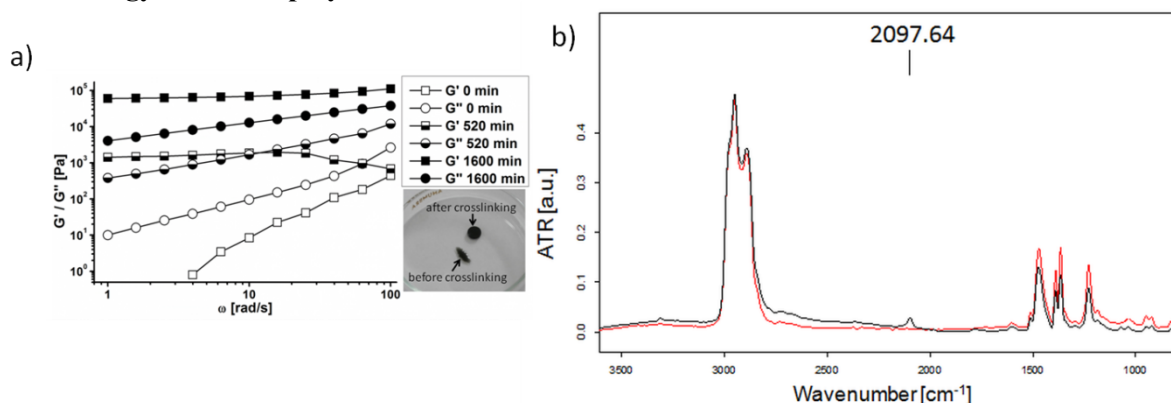 a)
G' / G'' [Pa]
10⁵
10⁴
10³
10²
10¹
10⁰
1
10
100
ω [rad/s]
G' 0 min
G'' 0 min
G' 520 min
G'' 520 min
G' 1600 min
G'' 1600 min
after crosslinking
before crosslinking
b)
2097.64
ATR [a.u.]
0.4
0.3
0.2
0.1
0.0
3500
3000
2500
2000
1500
1000
Wavenumber [cm⁻¹]